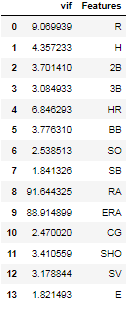 vif Features
0 9.069939 R
1 4.357233 H
2 3.701410 2B
3 3.084933 3B
4 6.846293 HR
5 3.776310 BB
6 2.538513 SO
7 1.841326 SB
8 91.644325 RA
9 88.914899 ERA
10 2.470020 CG
11 3.410559 SHO
12 3.178844 SV
13 1.821493 E